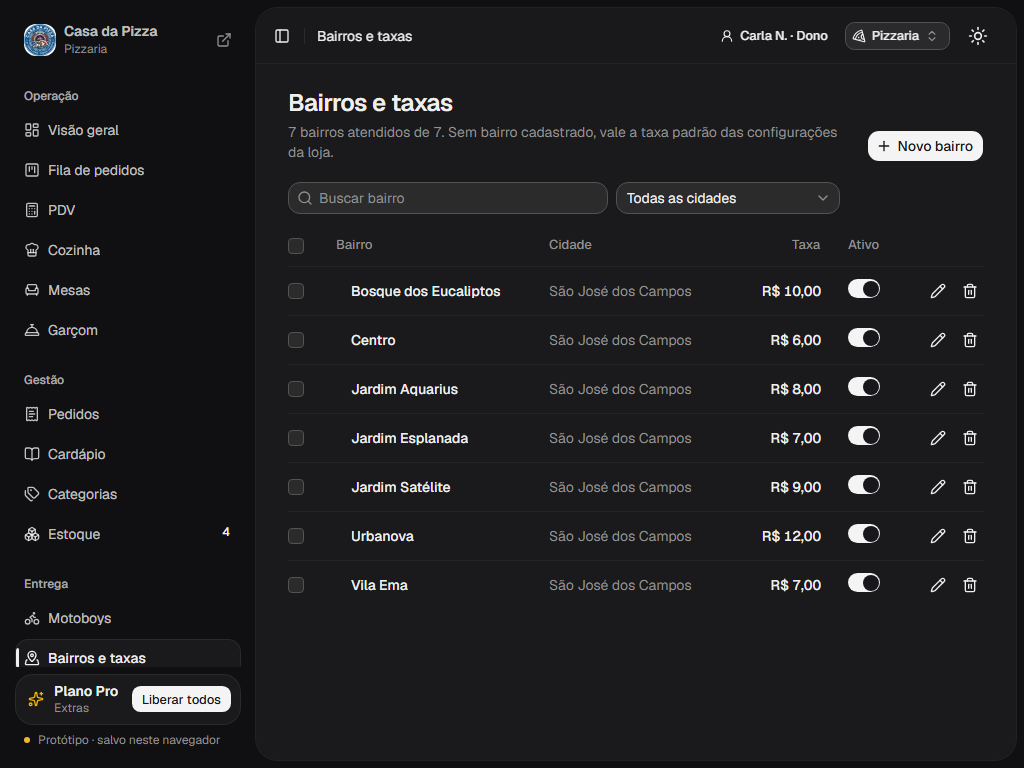 Casa da Pizza
Pizzaria
Operação
Visão geral
Fila de pedidos
PDV
Cozinha
Mesas
Garçom
Gestão
Pedidos
Cardápio
Categorias
Estoque 4
Entrega
Motoboys
Bairros e taxas
Plano Pro
Extras
Liberar todos
Protótipo · salvo neste navegador
Bairros e taxas
Carla N. · Dono
Pizzaria
Bairros e taxas
7 bairros atendidos de 7. Sem bairro cadastrado, vale a taxa padrão das configurações
da loja.
Novo bairro
Buscar bairro
Todas as cidades
Bairro Cidade Taxa Ativo
Bosque dos Eucaliptos São José dos Campos R$ 10,00
Centro São José dos Campos R$ 6,00
Jardim Aquarius São José dos Campos R$ 8,00
Jardim Esplanada São José dos Campos R$ 7,00
Jardim Satélite São José dos Campos R$ 9,00
Urbanova São José dos Campos R$ 12,00
Vila Ema São José dos Campos R$ 7,00